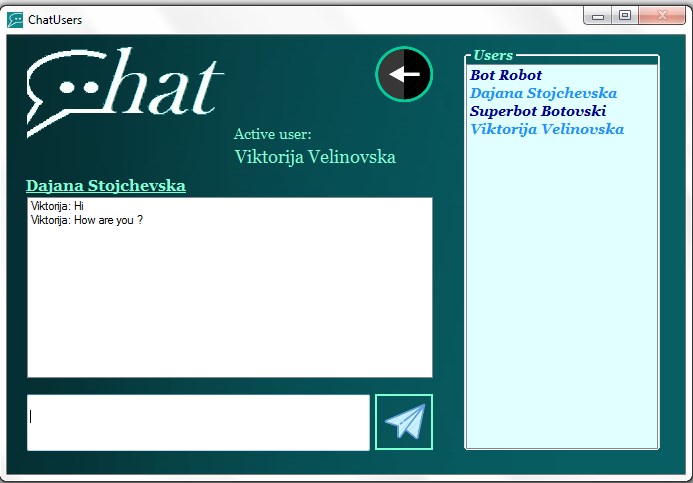 ChatUsers
Chat
Active user:
Viktorija Velinovska
Dajana Stojchevska
Viktorija: Hi
Viktorija: How are you ?
Users
Bot Robot
Dajana Stojchevska
Superbot Botovski
Viktorija Velinovska